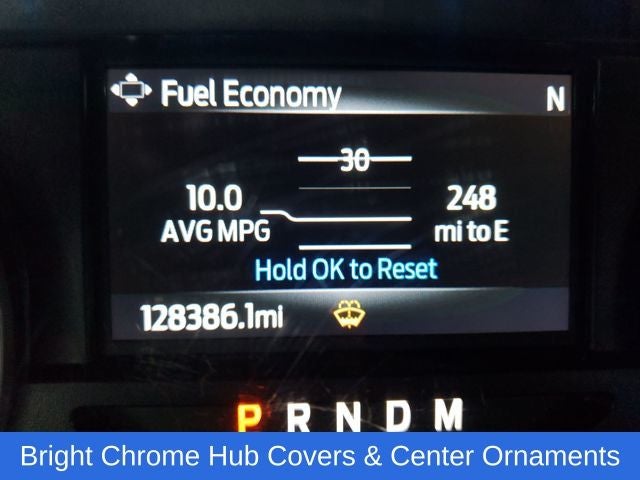 Fuel Economy N
30
10.0 248
AVG MPG mi to E
Hold OK to Reset
128386.1mi
P R N D M
Bright Chrome Hub Covers & Center Ornaments